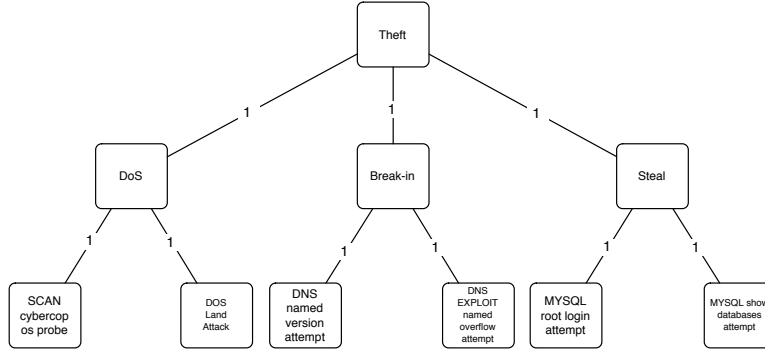 Theft
1
1
1
DoS
Break-in
Steal
1
1
1
1
1
1
SCAN
cybercop
os probe
DOS
Land
Attack
DNS
named
version
attempt
DNS
EXPLOIT
named
overflow
attempt
MYSQL
root login
attempt
MYSQL show
databases
attempt